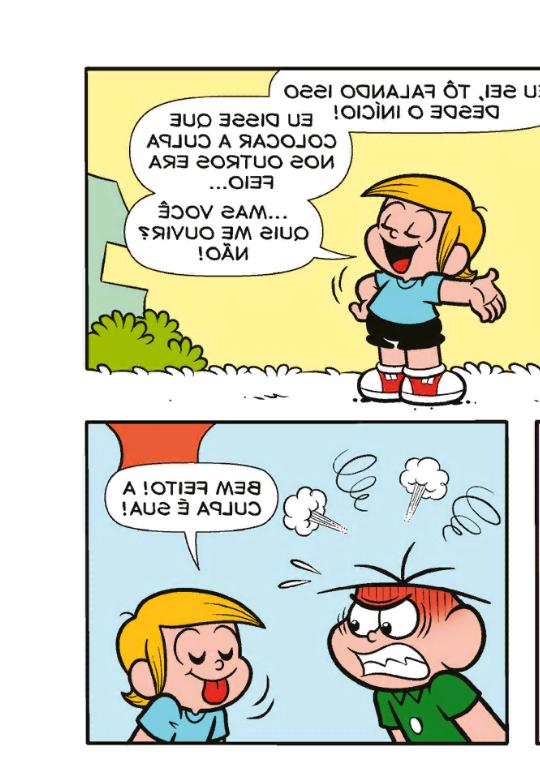 EU SEI, TÔ FALANDO ISSO
DESDE O INÍCIO!
EU DISSE QUE
COLOCAR A CULPA
NOS OUTROS ERA
FEIO...
...MAS VOCÊ
QUIS ME OUVIR?
NÃO!
BEM FEITO! A
CULPA É SUA!